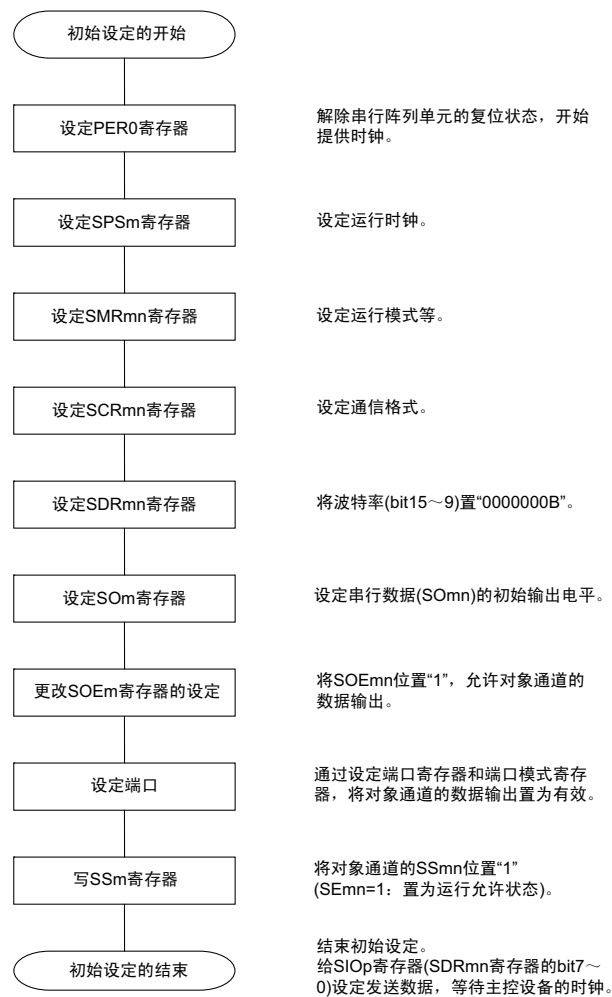 初始设定的开始
设定PER0寄存器
解除串行阵列单元的复位状态，开始
提供时钟。
设定SPSm寄存器
设定运行时钟。
设定SMRmn寄存器
设定运行模式等。
设定SCRmn寄存器
设定通信格式。
设定SDRmn寄存器
将波特率(bit15～9)置“0000000B”。
设定SOm寄存器
设定串行数据(SOmn)的初始输出电平。
更改SOEm寄存器的设定
将SOEmn位置“1”，允许对象通道的
数据输出。
设定端口
通过设定端口寄存器和端口模式寄存
器，将对象通道的数据输出置为有效。
写SSm寄存器
将对象通道的SSmn位置“1”
(SEmn=1：置为运行允许状态)。
初始设定的结束
结束初始设定。
给SIOp寄存器(SDRmn寄存器的bit7～
0)设定发送数据，等待主控设备的时钟。